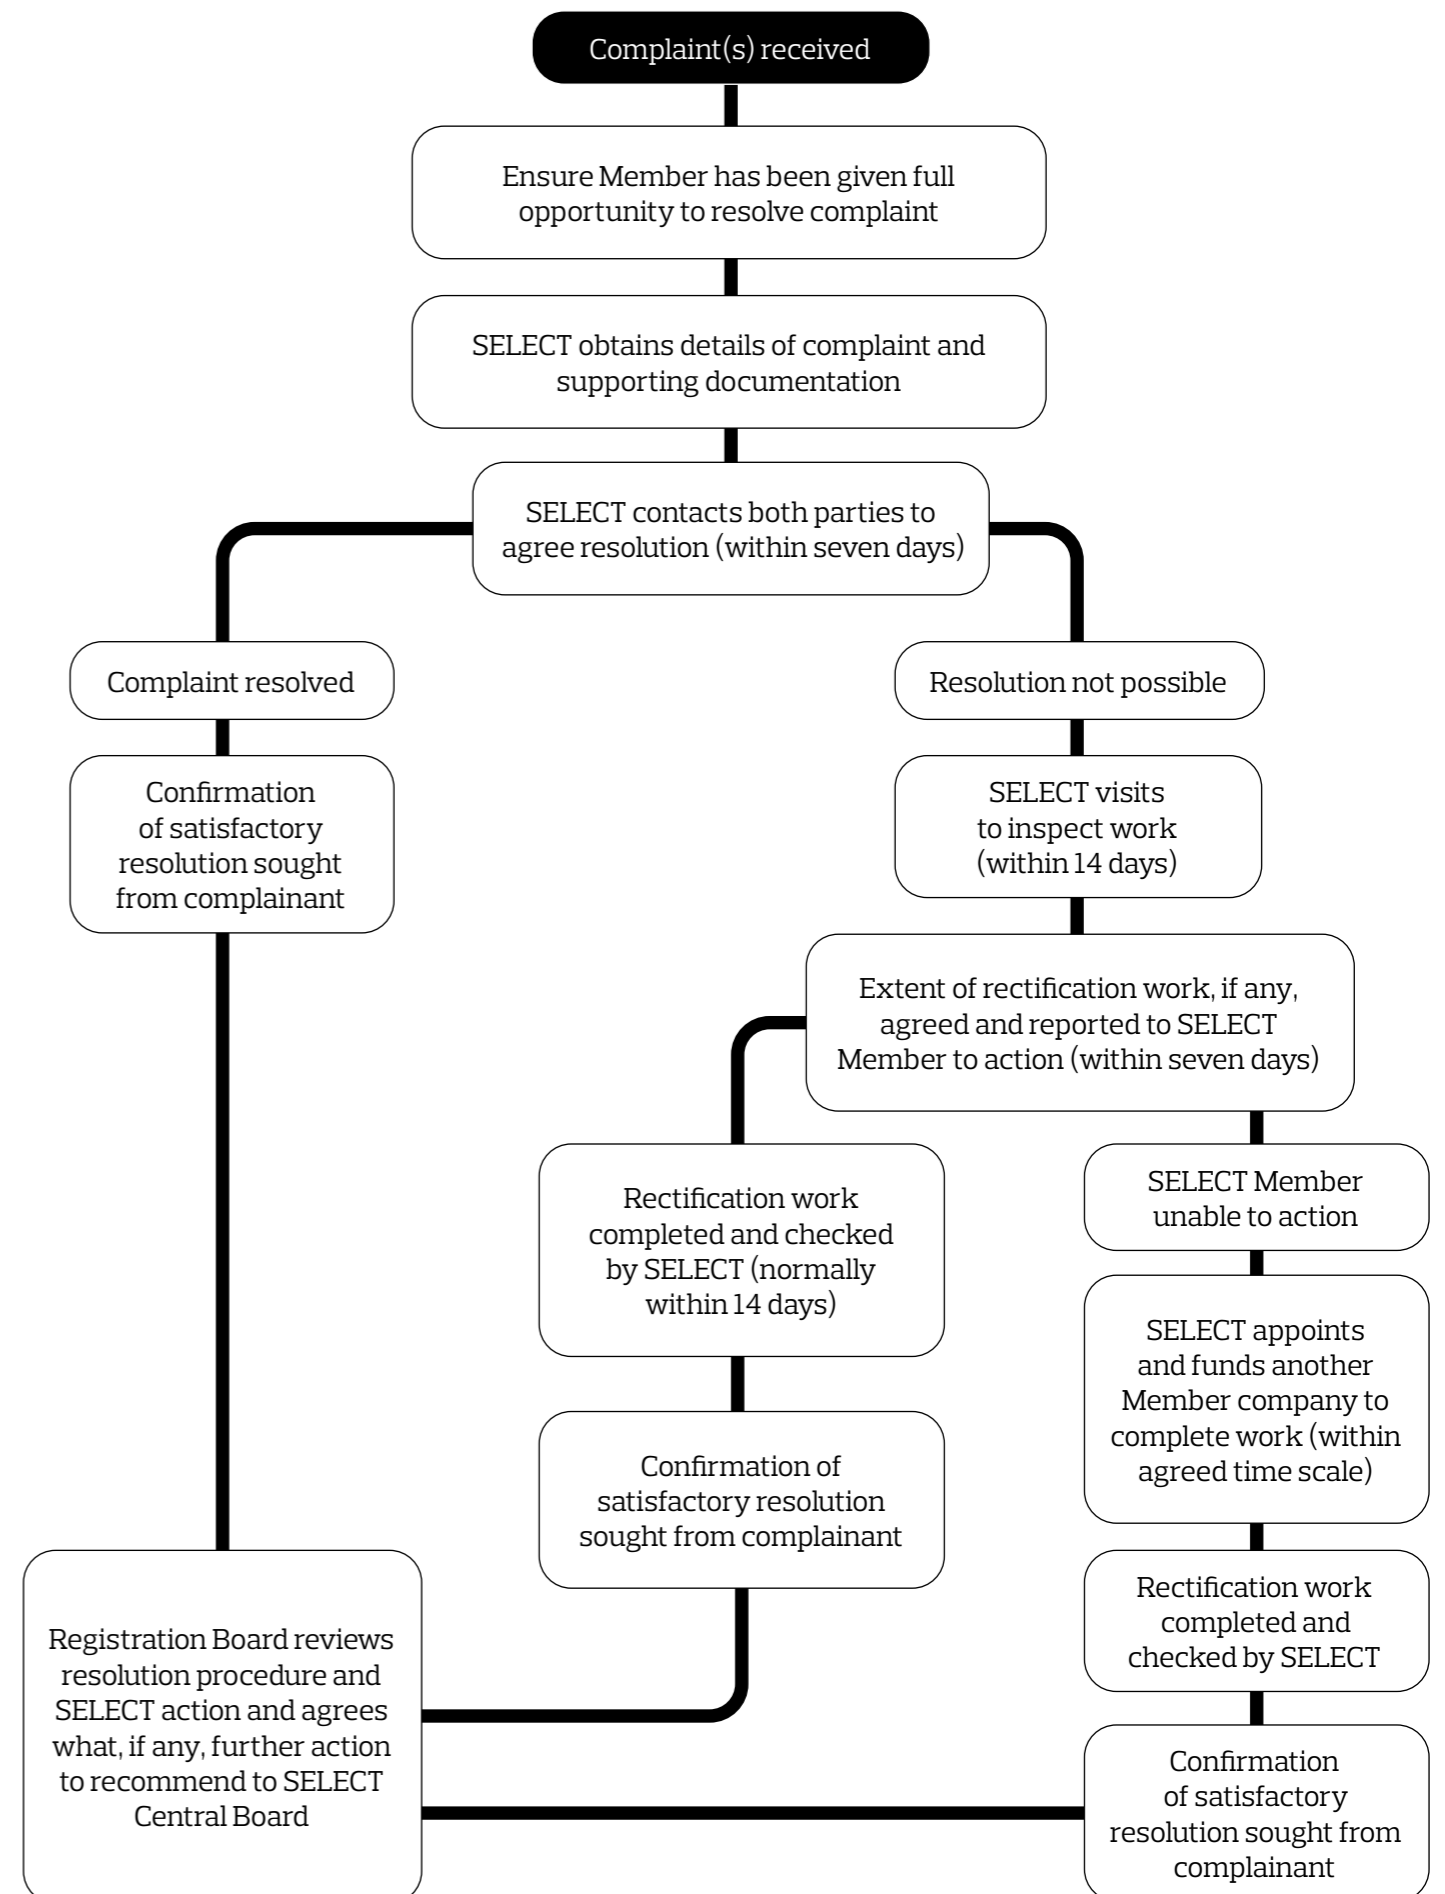 Complaint(s) received
Ensure Member has been given full
opportunity to resolve complaint
SELECT obtains details of complaint and
supporting documentation
SELECT contacts both parties to
agree resolution (within seven days)
Complaint resolved
Confirmation
of satisfactory
resolution sought
from complainant
Resolution not possible
SELECT visits
to inspect work
(within 14 days)
Extent of rectification work, if any,
agreed and reported to SELECT
Member to action (within seven days)
Rectification work
completed and checked
by SELECT (normally
within 14 days)
Confirmation of
satisfactory resolution
sought from complainant
SELECT Member
unable to action
SELECT appoints
and funds another
Member company to
complete work (within
agreed time scale)
Rectification work
completed and
checked by SELECT
Confirmation
of satisfactory
resolution sought from
complainant
Registration Board reviews
resolution procedure and
SELECT action and agrees
what, if any, further action
to recommend to SELECT
Central Board